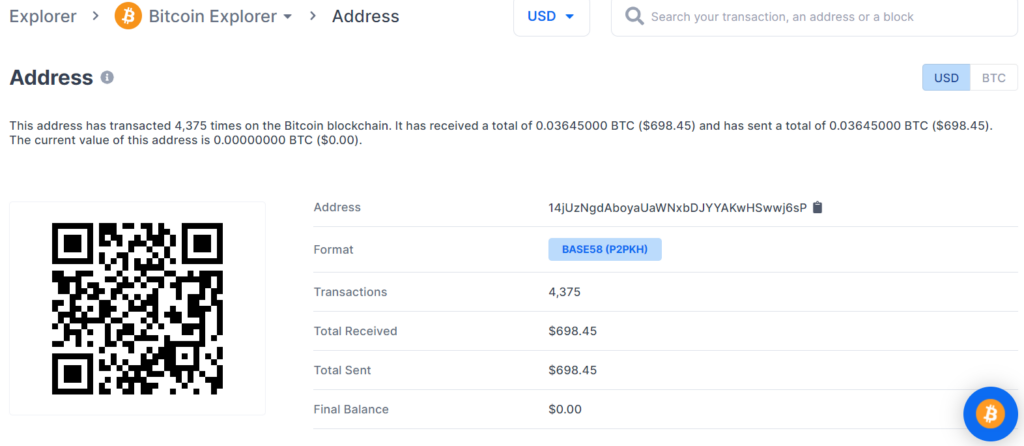 Explorer > Bitcoin Explorer > Address
USD
Search your transaction, an address or a block
Address
USD BTC
This address has transacted 4,375 times on the Bitcoin blockchain. It has received a total of 0.03645000 BTC ($698.45) and has sent a total of 0.03645000 BTC ($698.45).
The current value of this address is 0.00000000 BTC ($0.00).
Address 14jUzNgdAboyaUaWNxbDJYYAKwHSwwj6sP
Format BASE58 (P2PKH)
Transactions 4,375
Total Received $698.45
Total Sent $698.45
Final Balance $0.00